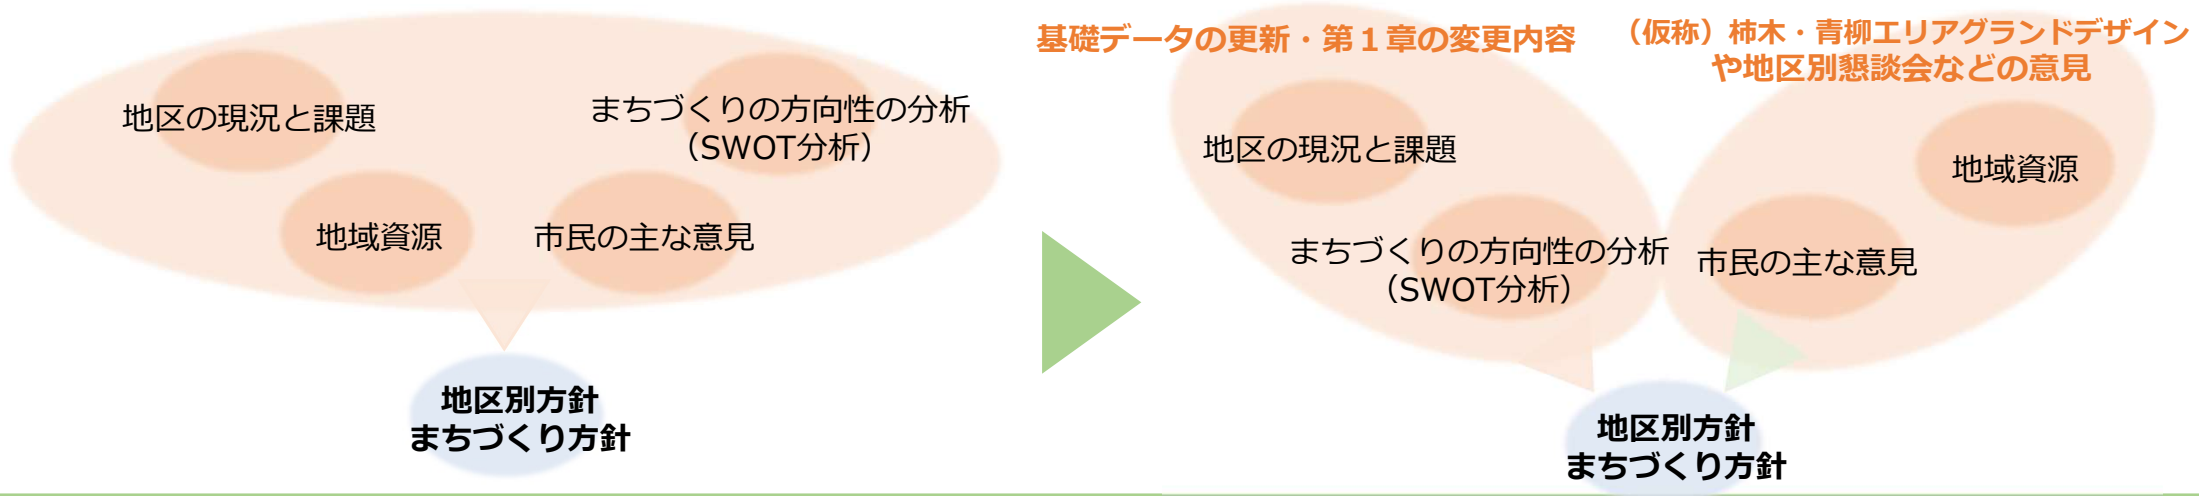 地区の現況と課題
まちづくりの方向性の分析
（SWOT分析）
地域資源
市民の主な意見
地区別方針
まちづくり方針
基礎データの更新・第１章の変更内容
地区の現況と課題
まちづくりの方向性の分析
（SWOT分析）
（仮称）柿木・青柳エリアグランドデザイン
や地区別懇談会などの意見
地域資源
市民の主な意見
地区別方針
まちづくり方針